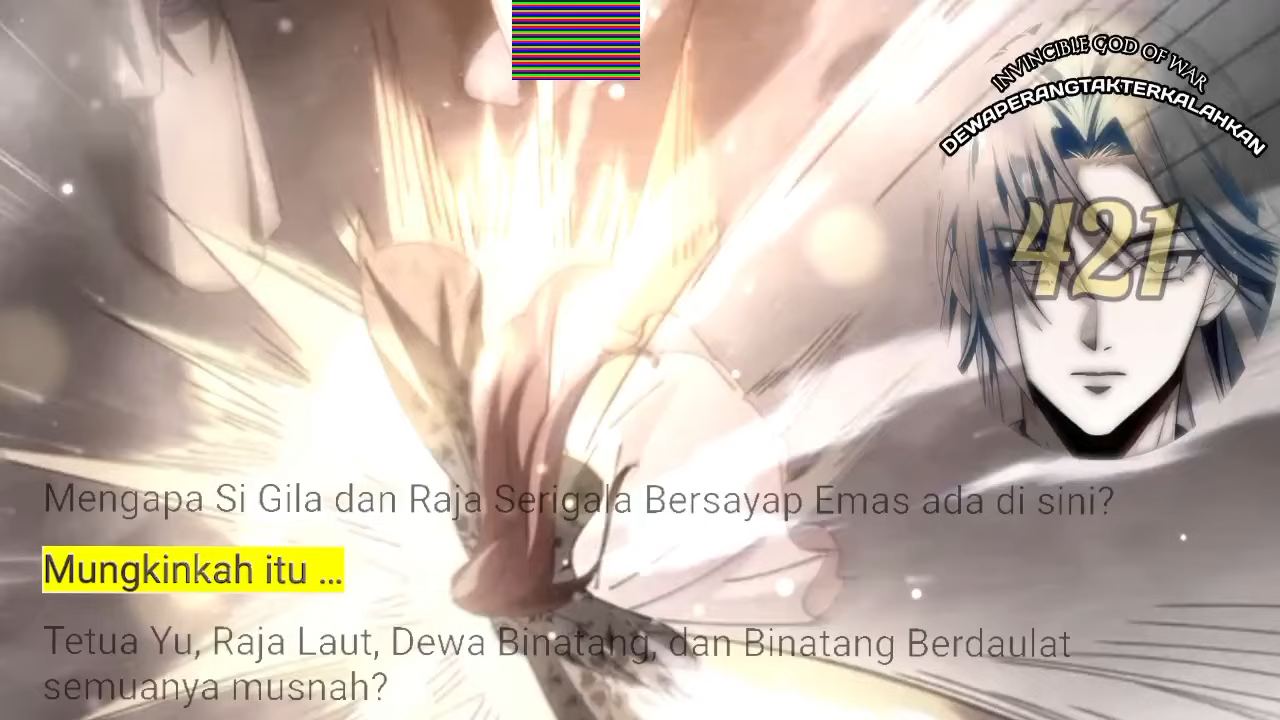 INVINCIBLE GOD OF WAR
DEWAPERANGTAKTERKALAHKAN
421
Mengapa Si Gila dan Raja Serigala Bersayap Emas ada di sini?
Mungkinkah itu ...
Tetua Yu, Raja Laut, Dewa Binatang, dan Binatang Berdaulat
semuanya musnah?